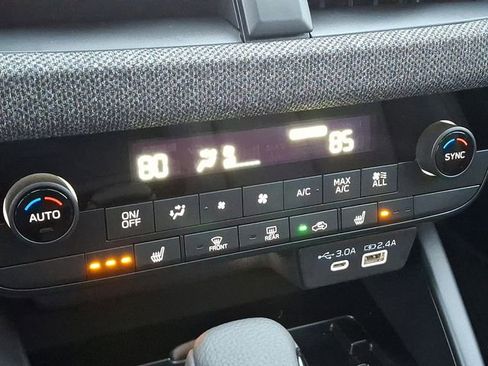 80
85
AUTO
SYNC
ON/OFF
A/C
MAX A/C
ALL
FRONT
REAR
3.0A
2.4A